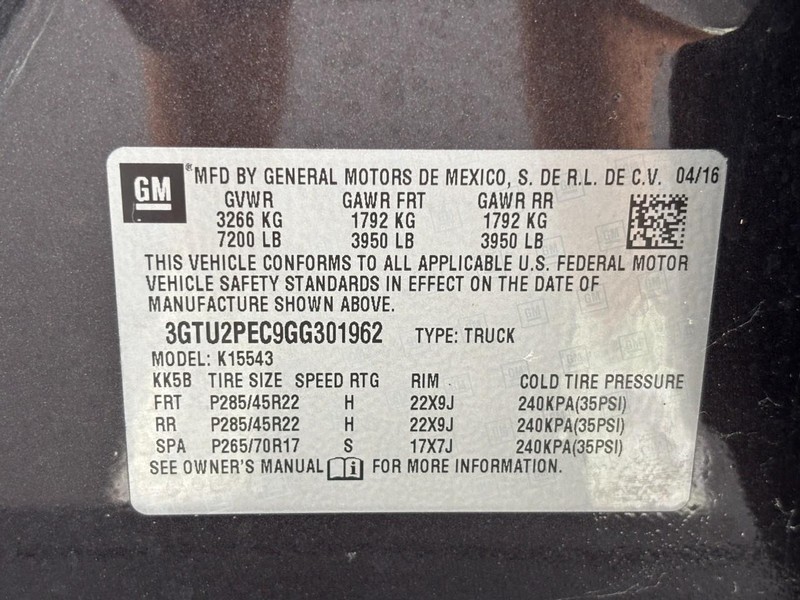 GM ® MFD BY GENERAL MOTORS DE MEXICO, S. DE R.L. DE C.V. 04/16
GVWR GAWR FRT GAWR RR
3266 KG 1792 KG 1792 KG
7200 LB 3950 LB 3950 LB
THIS VEHICLE CONFORMS TO ALL APPLICABLE U.S. FEDERAL MOTOR
VEHICLE SAFETY STANDARDS IN EFFECT ON THE DATE OF
MANUFACTURE SHOWN ABOVE.
3GTU2PEC9GG301962 TYPE: TRUCK
MODEL: K15543
KK5B TIRE SIZE SPEED RTG RIM COLD TIRE PRESSURE
FRT P285/45R22 H 22X9J 240KPA(35PSI)
RR P285/45R22 H 22X9J 240KPA(35PSI)
SPA P265/70R17 S 17X7J 240KPA(35PSI)
SEE OWNER'S MANUAL i FOR MORE INFORMATION.